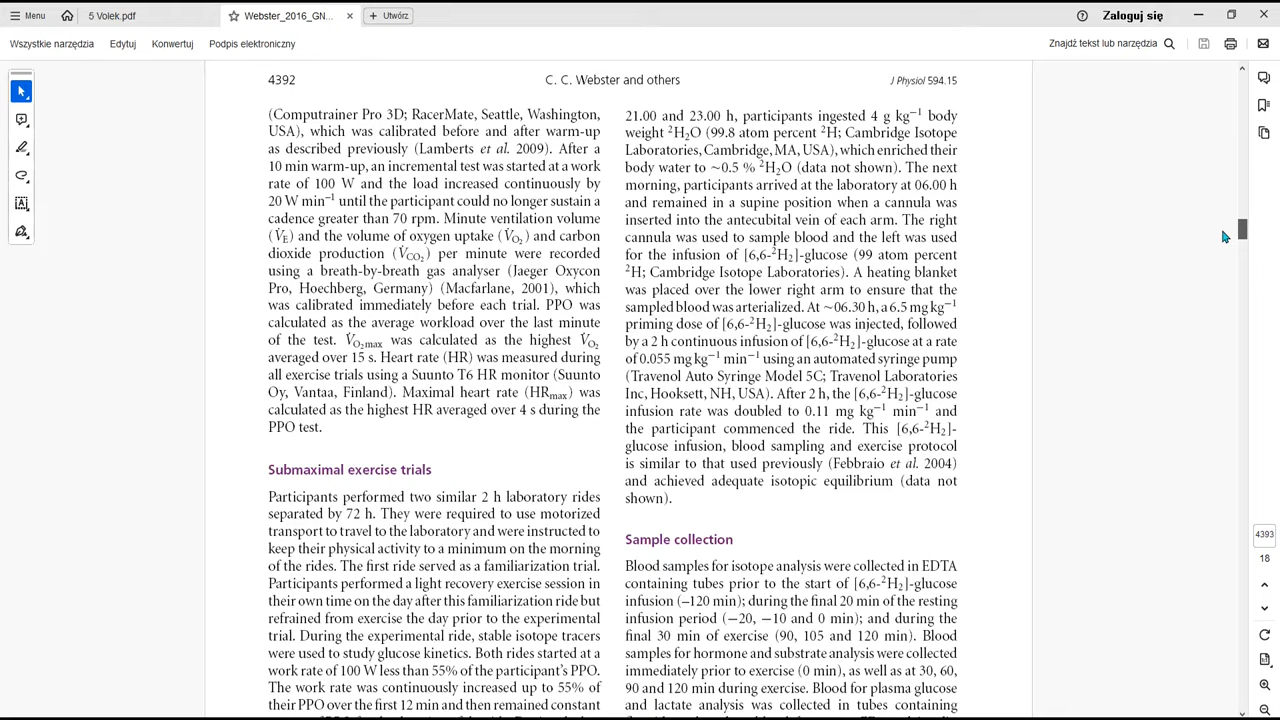 Menu
5 Volek.pdf
Webster_2016_GN...
Utwórz
Zaloguj się
Wszystkie narzędzia
Edytuj
Konwertuj
Podpis elektroniczny
Znajdź tekst lub narzędzia
4392
C. C. Webster and others
J Physiol 594.15
(Computrainer Pro 3D; RacerMate, Seattle, Washington,
USA), which was calibrated before and after warm-up
as described previously (Lamberts et al. 2009). After a
10 min warm-up, an incremental test was started at a work
rate of 100 W and the load increased continuously by
20 W min⁻¹ until the participant could no longer sustain a
cadence greater than 70 rpm. Minute ventilation volume
(V̇E) and the volume of oxygen uptake (V̇O₂) and carbon
dioxide production (V̇CO₂) per minute were recorded
using a breath-by-breath gas analyser (Jaeger Oxycon
Pro, Hoechberg, Germany) (Macfarlane, 2001), which
was calibrated immediately before each trial. PPO was
calculated as the average workload over the last minute
of the test. V̇O₂max was calculated as the highest V̇O₂
averaged over 15 s. Heart rate (HR) was measured during
all exercise trials using a Suunto T6 HR monitor (Suunto
Oy, Vantaa, Finland). Maximal heart rate (HRmax) was
calculated as the highest HR averaged over 4 s during the
PPO test.
Submaximal exercise trials
Participants performed two similar 2 h laboratory rides
separated by 72 h. They were required to use motorized
transport to travel to the laboratory and were instructed to
keep their physical activity to a minimum on the morning
of the rides. The first ride served as a familiarization trial.
Participants performed a light recovery exercise session in
their own time on the day after this familiarization ride but
refrained from exercise the day prior to the experimental
trial. During the experimental ride, stable isotope tracers
were used to study glucose kinetics. Both rides started at a
work rate of 100 W less than 55% of the participant's PPO.
The work rate was continuously increased up to 55% of
their PPO over the first 12 min and then remained constant
21.00 and 23.00 h, participants ingested 4 g kg⁻¹ body
weight ²H₂O (99.8 atom percent ²H; Cambridge Isotope
Laboratories, Cambridge, MA, USA), which enriched their
body water to ~0.5 % ²H₂O (data not shown). The next
morning, participants arrived at the laboratory at 06.00 h
and remained in a supine position when a cannula was
inserted into the antecubital vein of each arm. The right
cannula was used to sample blood and the left was used
for the infusion of [6,6-²H₂]-glucose (99 atom percent
²H; Cambridge Isotope Laboratories). A heating blanket
was placed over the lower right arm to ensure that the
sampled blood was arterialized. At ~06.30 h, a 6.5 mg kg⁻¹
priming dose of [6,6-²H₂]-glucose was injected, followed
by a 2 h continuous infusion of [6,6-²H₂]-glucose at a rate
of 0.055 mg kg⁻¹ min⁻¹ using an automated syringe pump
(Travenol Auto Syringe Model 5C; Travenol Laboratories
Inc, Hooksett, NH, USA). After 2 h, the [6,6-²H₂]-glucose
infusion rate was doubled to 0.11 mg kg⁻¹ min⁻¹ and
the participant commenced the ride. This [6,6-²H₂]-
glucose infusion, blood sampling and exercise protocol
is similar to that used previously (Febbraio et al. 2004)
and achieved adequate isotopic equilibrium (data not
shown).
Sample collection
Blood samples for isotope analysis were collected in EDTA
containing tubes prior to the start of [6,6-²H₂]-glucose
infusion (−120 min); during the final 20 min of the resting
infusion period (−20, −10 and 0 min); and during the
final 30 min of exercise (90, 105 and 120 min). Blood
samples for hormone and substrate analysis were collected
immediately prior to exercise (0 min), as well as at 30, 60,
90 and 120 min during exercise. Blood for plasma glucose
and lactate analysis was collected in tubes containing
4393
18